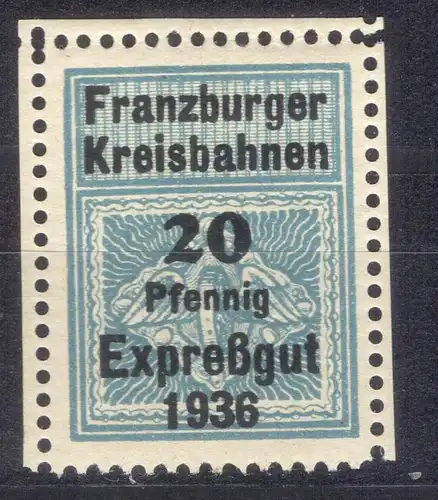 Franzburger
Kreisbahnen
20
Pfennig
Expreßgut
1936